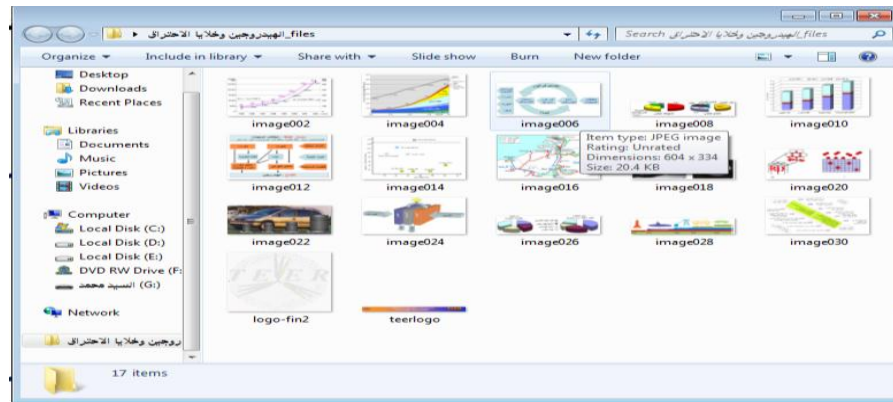 الهيدروجين وخلايا الاحتراق_files
Search الهيدروجين وخلايا الاحتراق_files
Organize
Include in library
Share with
Slide show
Burn
New folder
Desktop
Downloads
Recent Places
Libraries
Documents
Music
Pictures
Videos
Computer
Local Disk (C:)
Local Disk (D:)
Local Disk (E:)
DVD RW Drive (F:
السيد محمد (G:)
Network
روجين وخلايا الاحتراق
image002
image004
image006
image008
image010
Item type: JPEG image
Rating: Unrated
Dimensions: 604 x 334
Size: 20.4 KB
image012
image014
image016
image018
image020
image022
image024
image026
image028
image030
TEER
logo-fin2
teerlogo
17 items